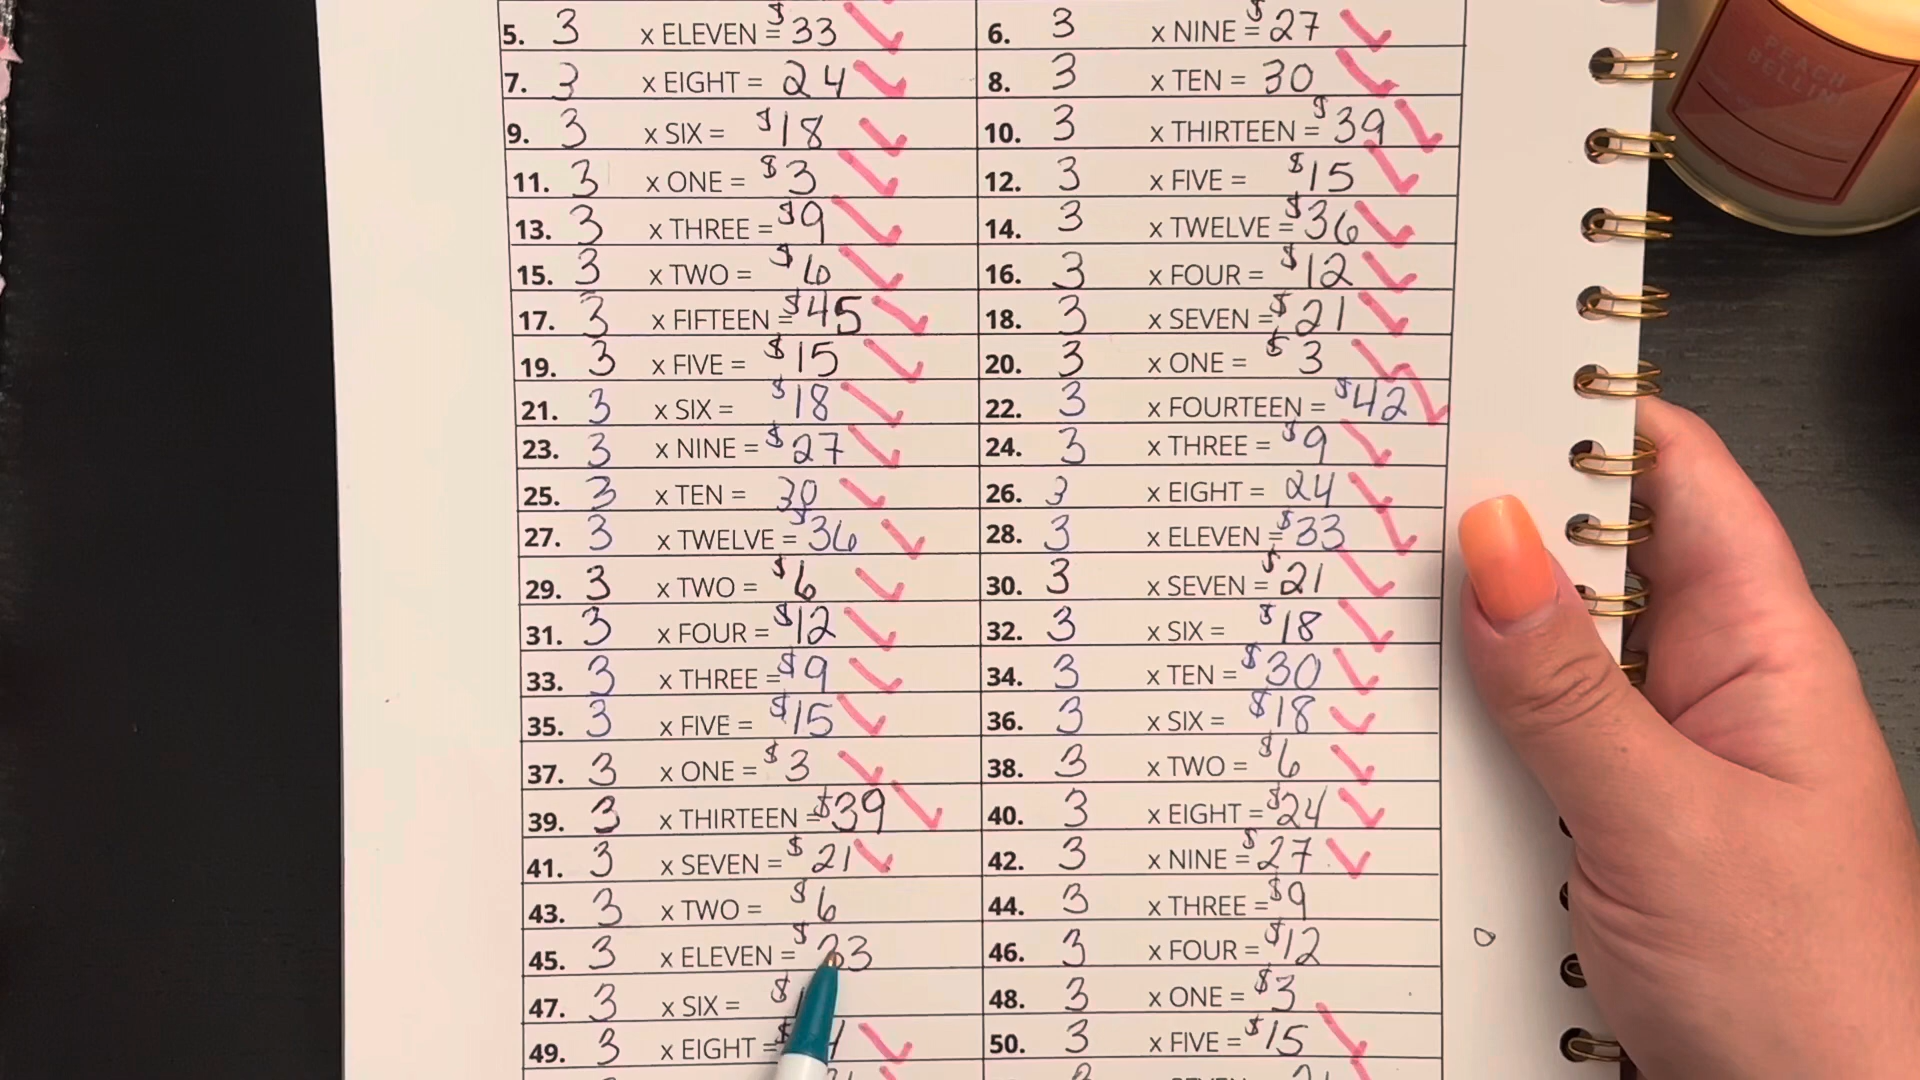 5. 3 x ELEVEN = $33 6. 3 x NINE = $27
7. 3 x EIGHT = 24 8. 3 x TEN = 30
9. 3 x SIX = $18 10. 3 x THIRTEEN = $39
11. 3 x ONE = $3 12. 3 x FIVE = $15
13. 3 x THREE = $9 14. 3 x TWELVE = $36
15. 3 x TWO = $6 16. 3 x FOUR = $12
17. 3 x FIFTEEN = $45 18. 3 x SEVEN = $21
19. 3 x FIVE = $15 20. 3 x ONE = $3
21. 3 x SIX = $18 22. 3 x FOURTEEN = $42
23. 3 x NINE = $27 24. 3 x THREE = $9
25. 3 x TEN = 30 26. 3 x EIGHT = 24
27. 3 x TWELVE = $36 28. 3 x ELEVEN = $33
29. 3 x TWO = $6 30. 3 x SEVEN = $21
31. 3 x FOUR = $12 32. 3 x SIX = $18
33. 3 x THREE = $9 34. 3 x TEN = $30
35. 3 x FIVE = $15 36. 3 x SIX = $18
37. 3 x ONE = $3 38. 3 x TWO = $6
39. 3 x THIRTEEN = $39 40. 3 x EIGHT = $24
41. 3 x SEVEN = $21 42. 3 x NINE = $27
43. 3 x TWO = $6 44. 3 x THREE = $9
45. 3 x ELEVEN = $33 46. 3 x FOUR = $12
47. 3 x SIX = $ 48. 3 x ONE = $3
49. 3 x EIGHT = 50. 3 x FIVE = $15
PEACH
BELLINI